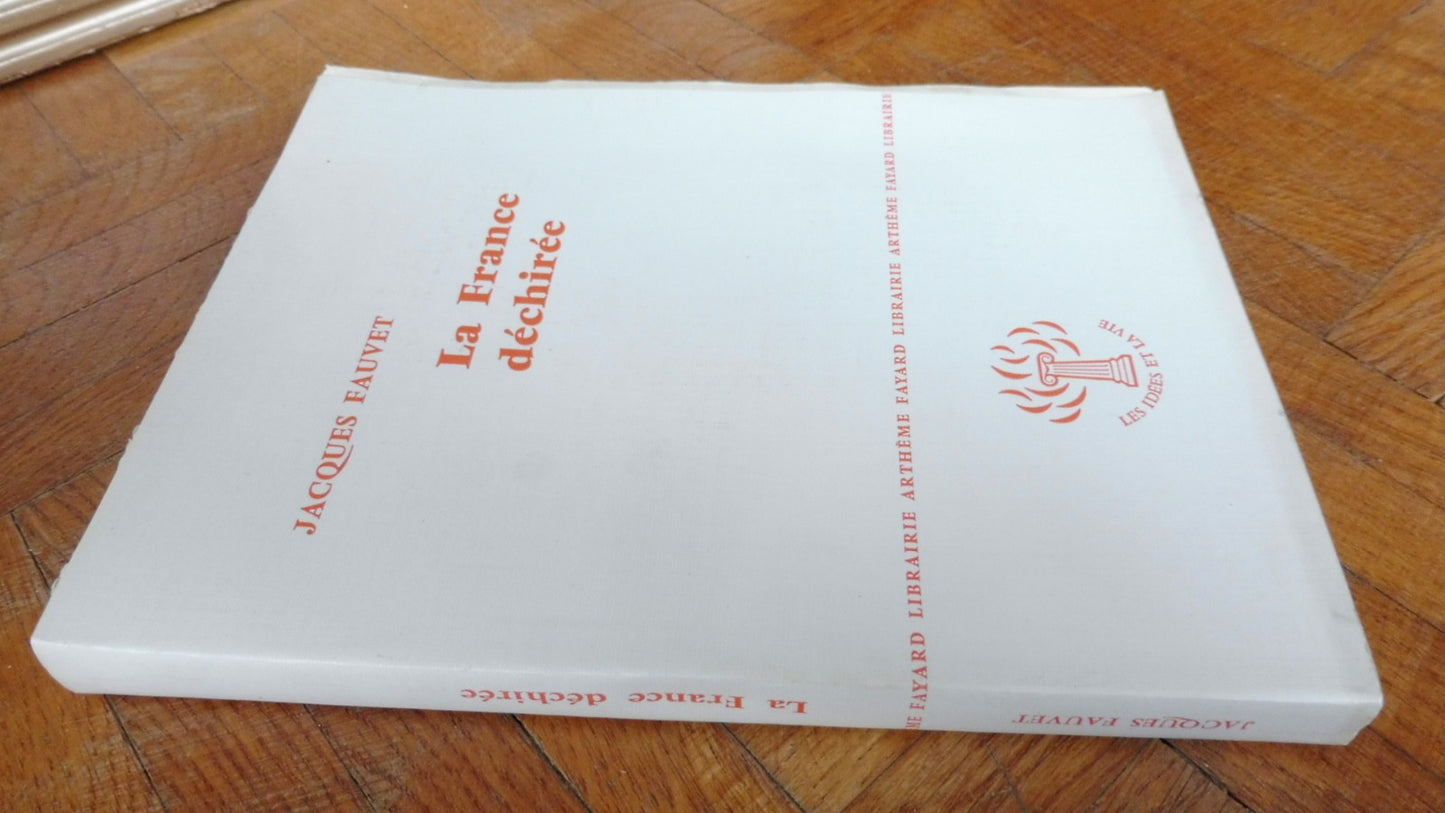 JACQUES FAUVET
La France
déchirée
ME FAYARD LIBRAIRIE ARTHÈME FAYARD LIBRAIRIE ARTHÈME FAYARD LIBRAIRIE
LES IDÉES ET LA VIE
JACQUES FAUVET
La France déchirée